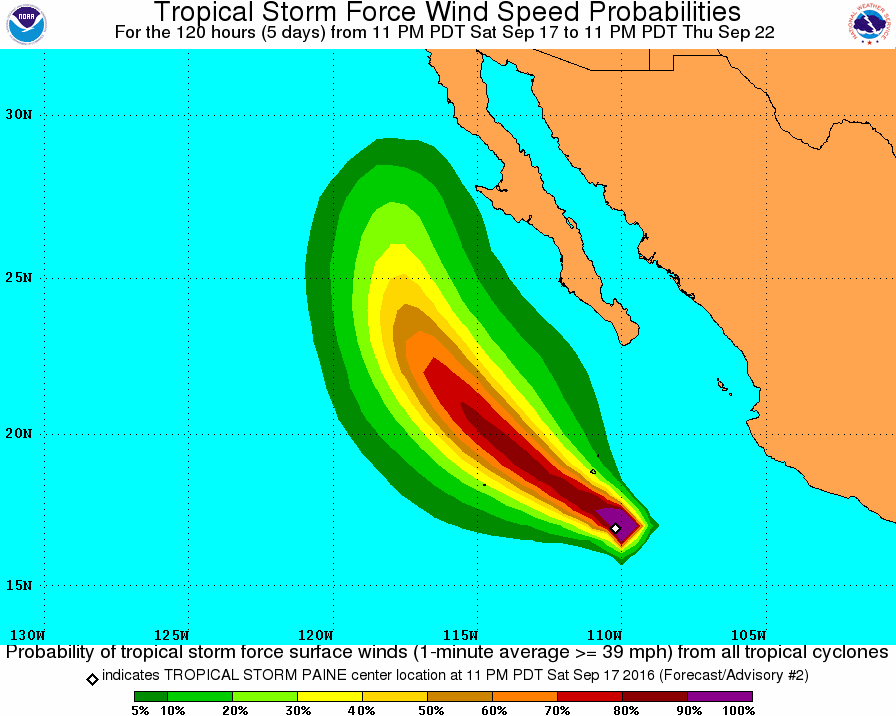 Tropical Storm Force Wind Speed Probabilities
For the 120 hours (5 days) from 11 PM PDT Sat Sep 17 to 11 PM PDT Thu Sep 22
NOAA
30N
25N
20N
15N
130W 125W 120W 115W 110W 105W
Probability of tropical storm force surface winds (1-minute average >= 39 mph) from all tropical cyclones
indicates TROPICAL STORM PAINE center location at 11 PM PDT Sat Sep 17 2016 (Forecast/Advisory #2)
5% 10% 20% 30% 40% 50% 60% 70% 80% 90% 100%